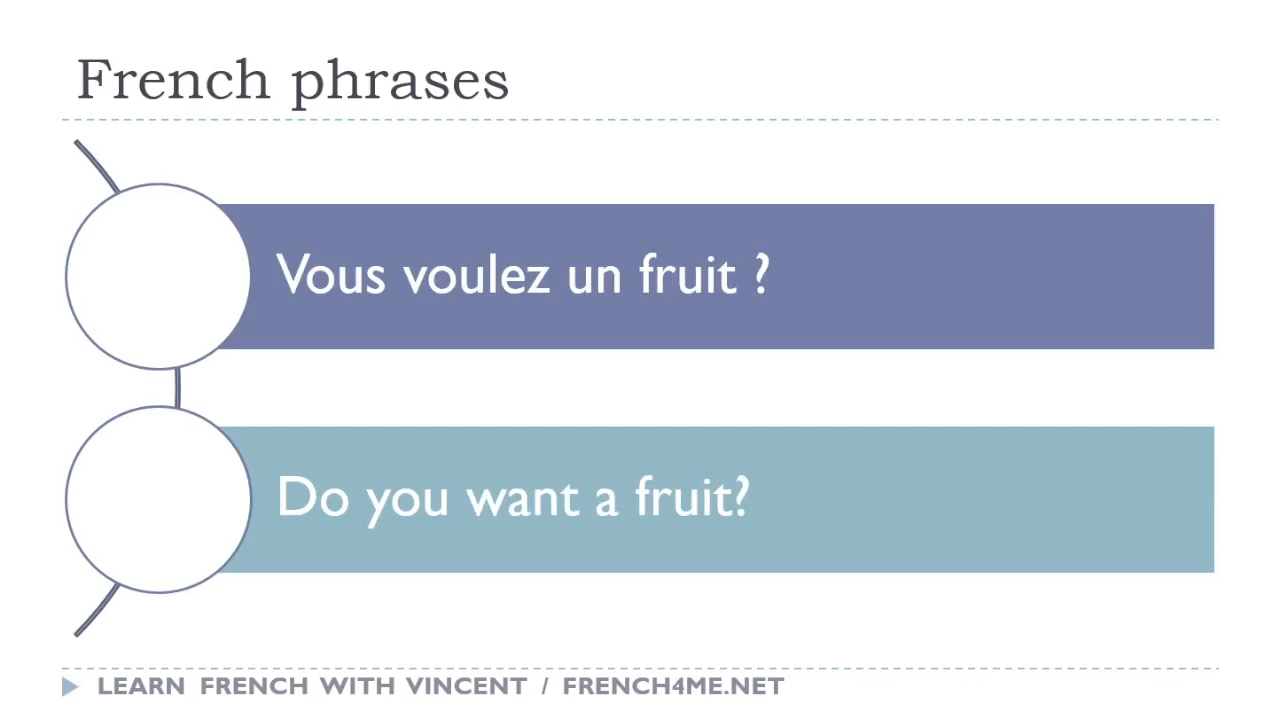 French phrases
Vous voulez un fruit ?
Do you want a fruit?
LEARN FRENCH WITH VINCENT / FRENCH4ME.NET